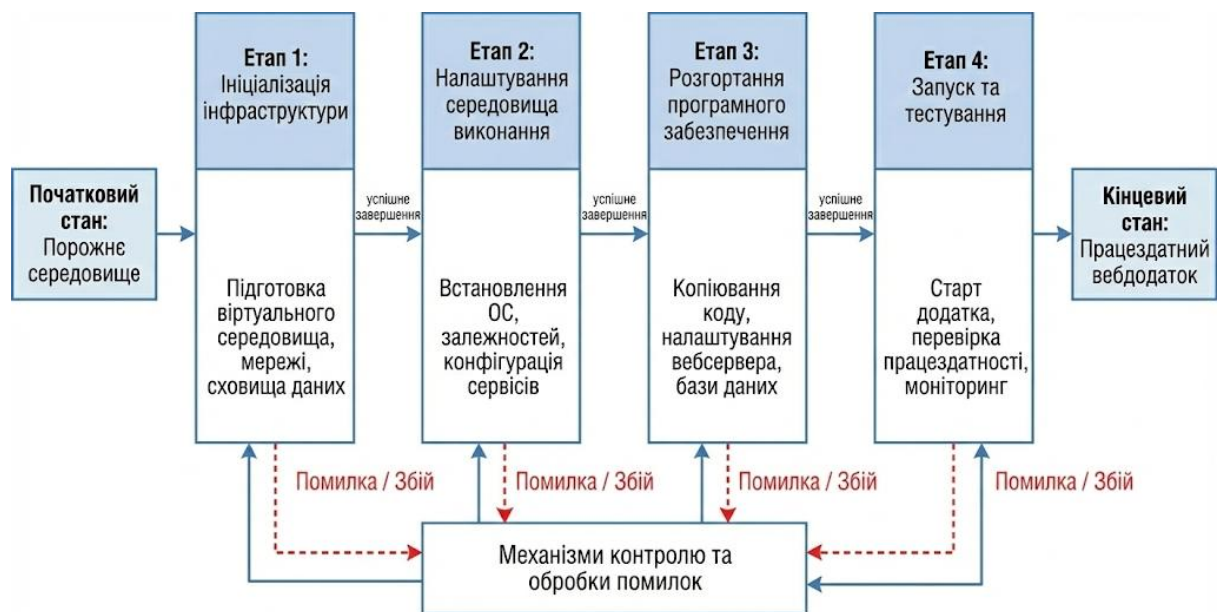 Початковий
стан:
Порожнє
середовище
Етап 1:
Ініціалізація
інфраструктури
Підготовка
віртуального
середовища,
мережі,
сховища даних
успішне
завершення
Етап 2:
Налаштування
середовища
виконання
Встановлення
ОС,
залежностей,
конфігурація
сервісів
успішне
завершення
Етап 3:
Розгортання
програмного
забезпечення
Копіювання
коду,
налаштування
вебсервера,
бази даних
успішне
завершення
Етап 4:
Запуск та
тестування
Старт
додатка,
перевірка
працездатності,
моніторинг
Кінцевий
стан:
Працездатний
вебдодаток
Помилка / Збій
Помилка / Збій
Помилка / Збій
Помилка / Збій
Механізми контролю та
обробки помилок